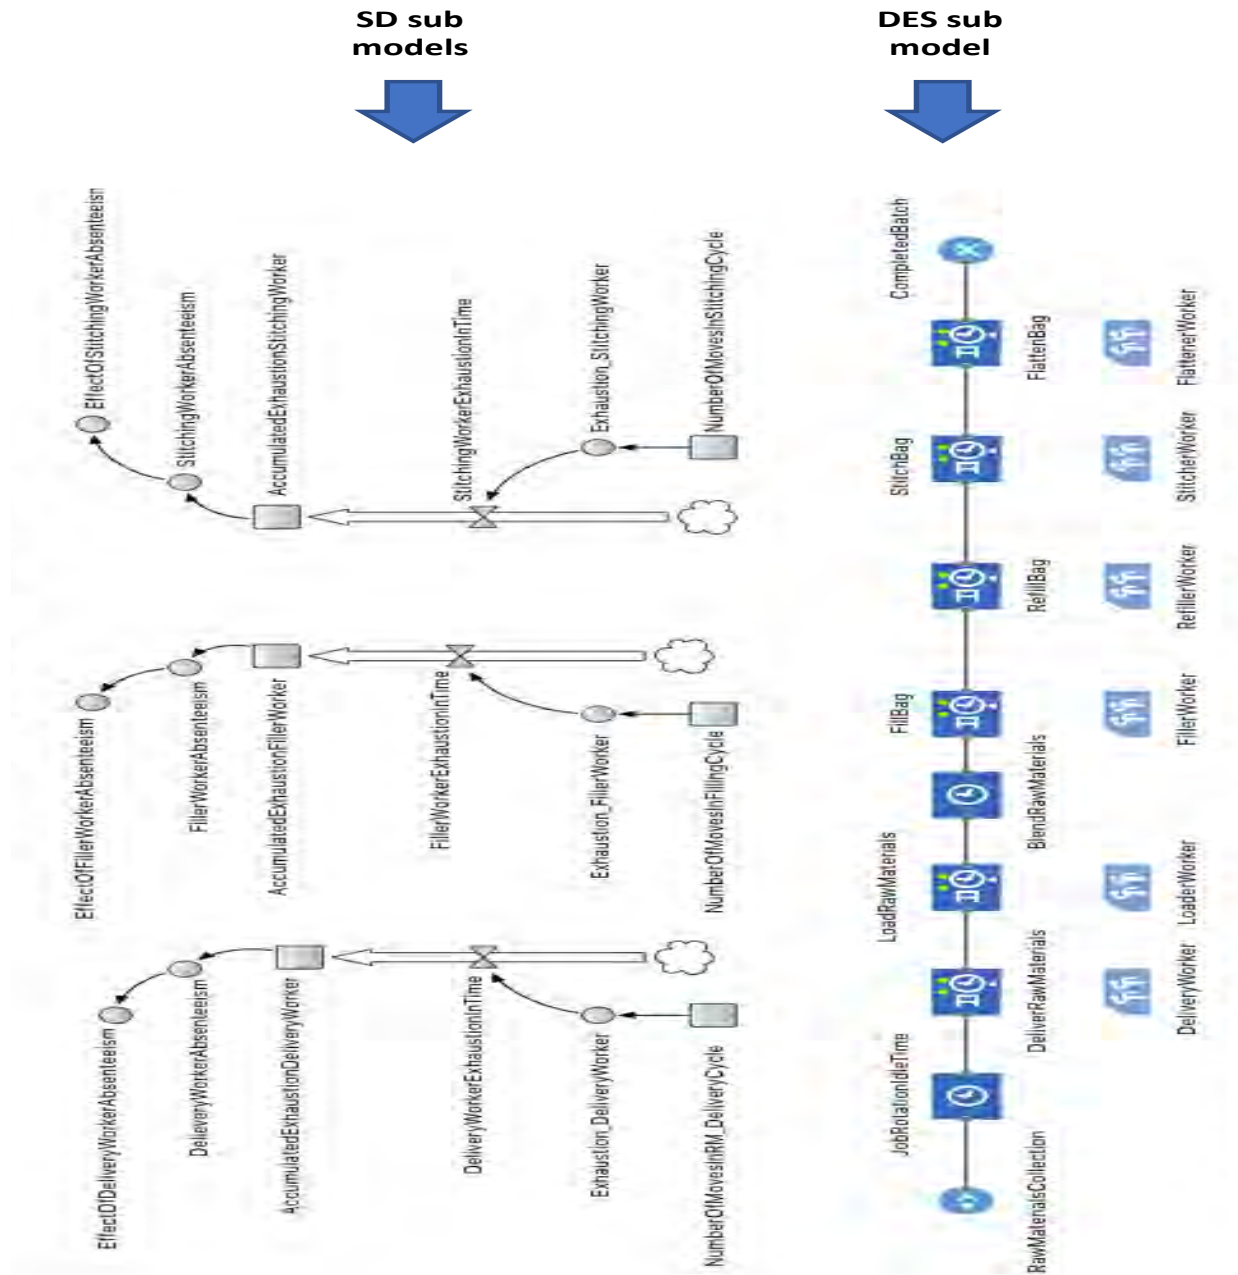 SD sub
models
DES sub
model
EffectOfStitchingWorkerAbsenteeism
StitchingWorkerAbsenteeism
AccumulatedExhaustionStitchingWorker
StitchingWorkerExhaustionInTime
Exhaustion_StitchingWorker
NumberOfMovesInStitchingCycle
EffectOfFillerWorkerAbsenteeism
FillerWorkerAbsenteeism
AccumulatedExhaustionFillerWorker
FillerWorkerExhaustionInTime
Exhaustion_FillerWorker
NumberOfMovesInFillingCycle
EffectOfDeliveryWorkerAbsenteeism
DelieveryWorkerAbsenteeism
AccumulatedExhaustionDeliveryWorker
DeliveryWorkerExhaustionInTime
Exhaustion_DeliveryWorker
NumberOfMovesInRM_DeliveryCycle
RawMaterialsCollection
JobRotationIdleTime
DeliverRawMaterials
LoadRawMaterials
BlendRawMaterials
FillBag
RefillBag
StitchBag
FlattenBag
CompletedBatch
DeliveryWorker
LoaderWorker
FillerWorker
RefillerWorker
StitcherWorker
FlattenerWorker